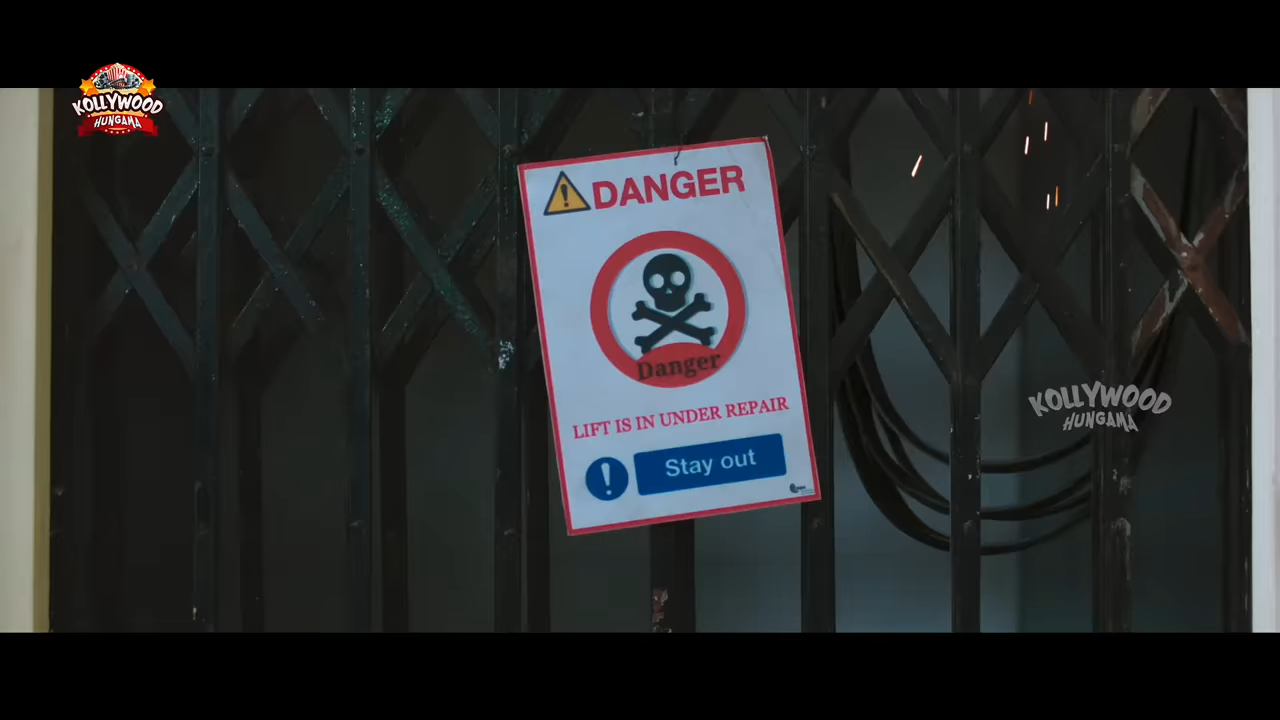 KOLLYWOOD
HUNGAMA
DANGER
Danger
LIFT IS IN UNDER REPAIR
Stay out
KOLLYWOOD
HUNGAMA